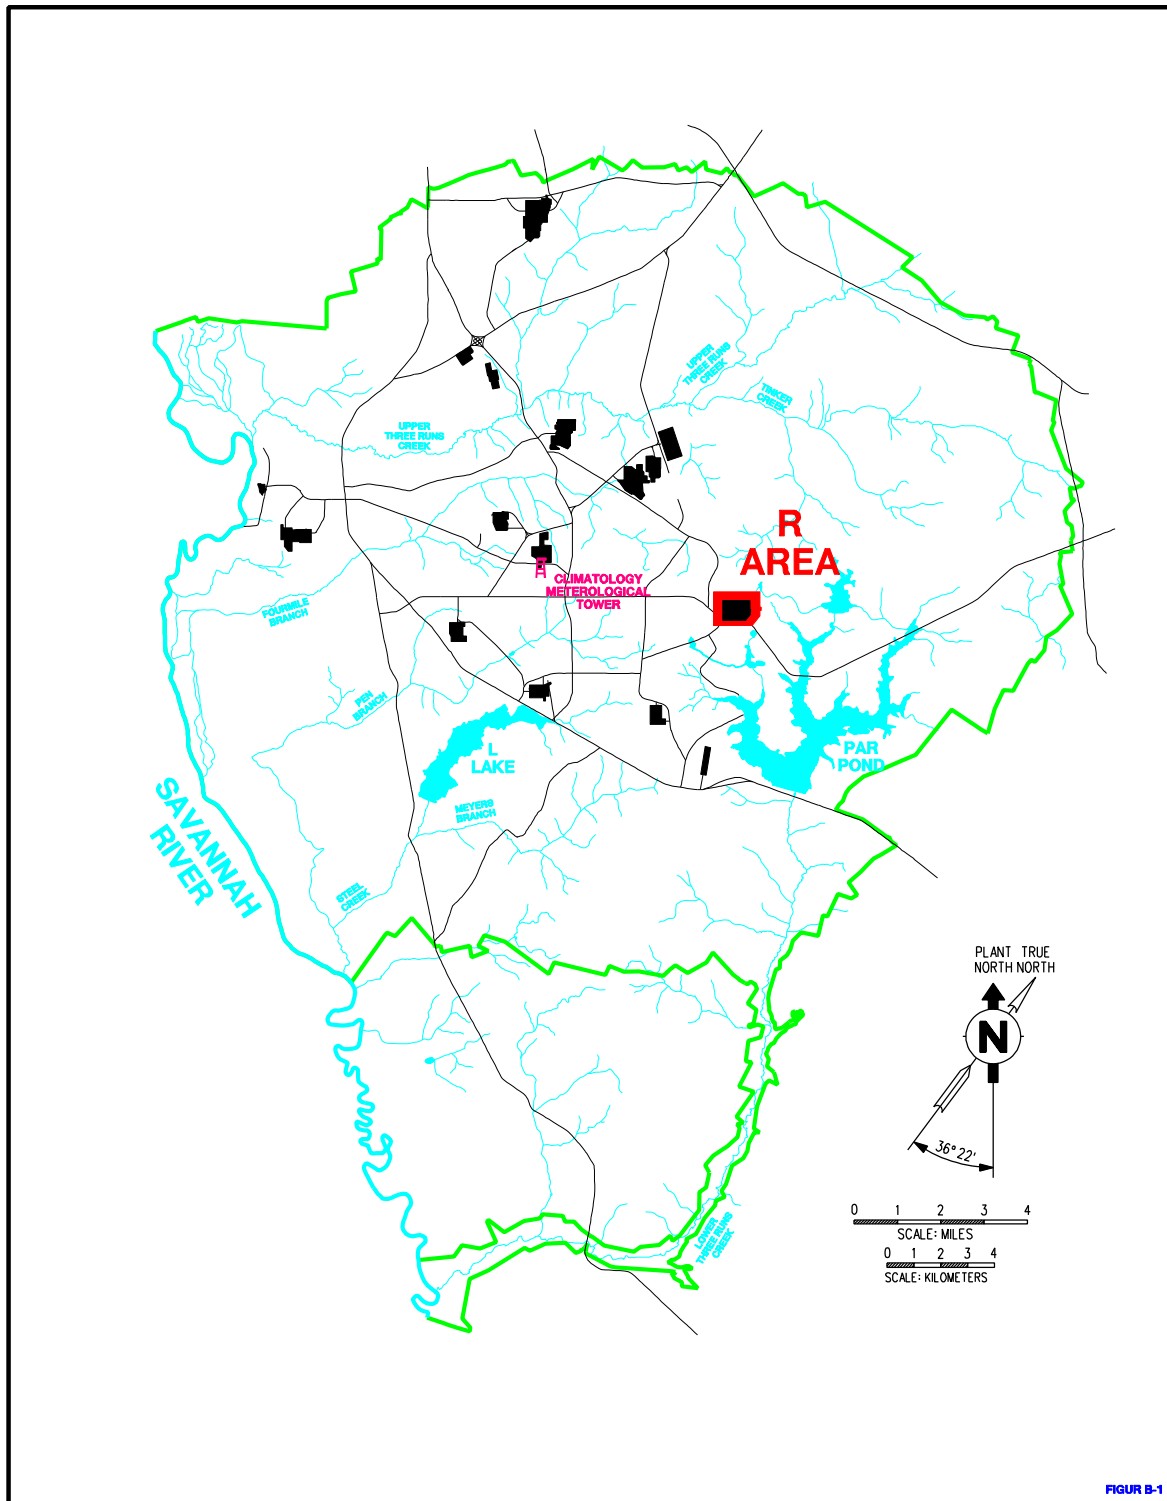 UPPER
THREE RUNS
CREEK
TINKER
CREEK
UPPER
THREE RUNS
CREEK
R
AREA
CLIMATOLOGY
METEROLOGICAL
TOWER
FOURMILE
BRANCH
PEN
BRANCH
L
LAKE
PAR
POND
MEYERS
BRANCH
SAVANNAH
RIVER
STEEL
CREEK
PLANT TRUE
NORTH NORTH
N
36° 22'
LOWER
THREE RUNS
CREEK
0 1 2 3 4
SCALE: MILES
0 1 2 3 4
SCALE: KILOMETERS
FIGUR B-1